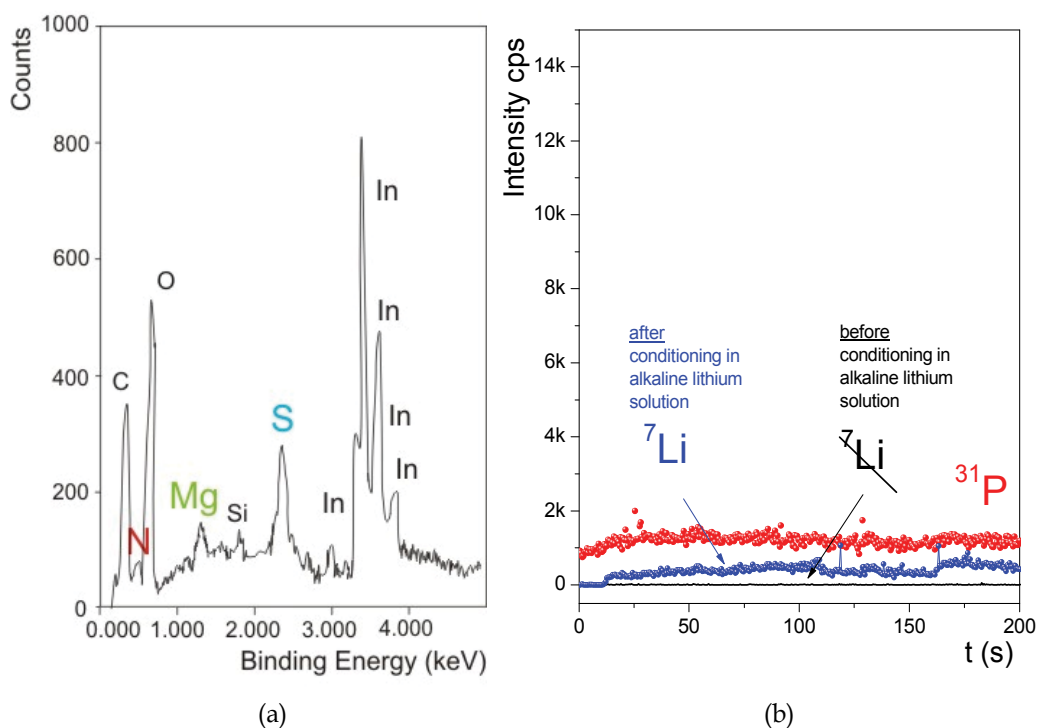 1000
800
600
400
200
0
Counts
C
N
O
Mg
Si
S
In
In
In
In
In
0.000 1.000 2.000 3.000 4.000
Binding Energy (keV)
(a)
14k
12k
10k
8k
6k
4k
2k
0
Intensity cps
after
conditioning in
alkaline lithium
solution
⁷Li
before
conditioning in
alkaline lithium
solution
⁷Li
³¹P
0 50 100 150 200
t (s)
(b)